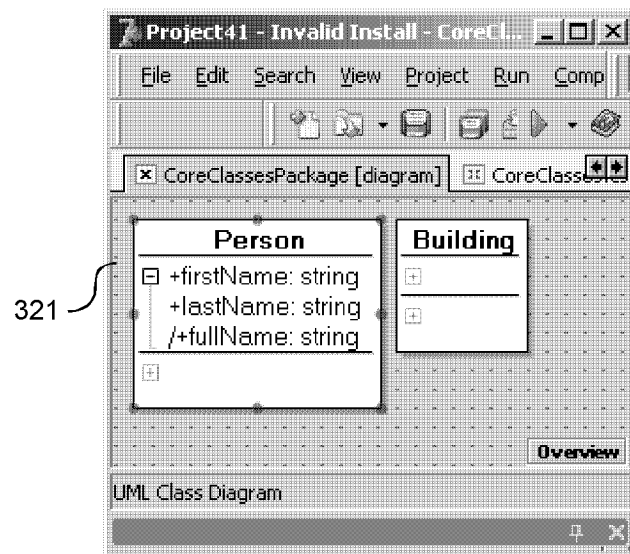 Project41 - Invalid Install - CoreCl...
File Edit Search View Project Run Comp
CoreClassesPackage [diagram] CoreClasses
Person Building
+firstName: string
+lastName: string
/+fullName: string
321
Overview
UML Class Diagram